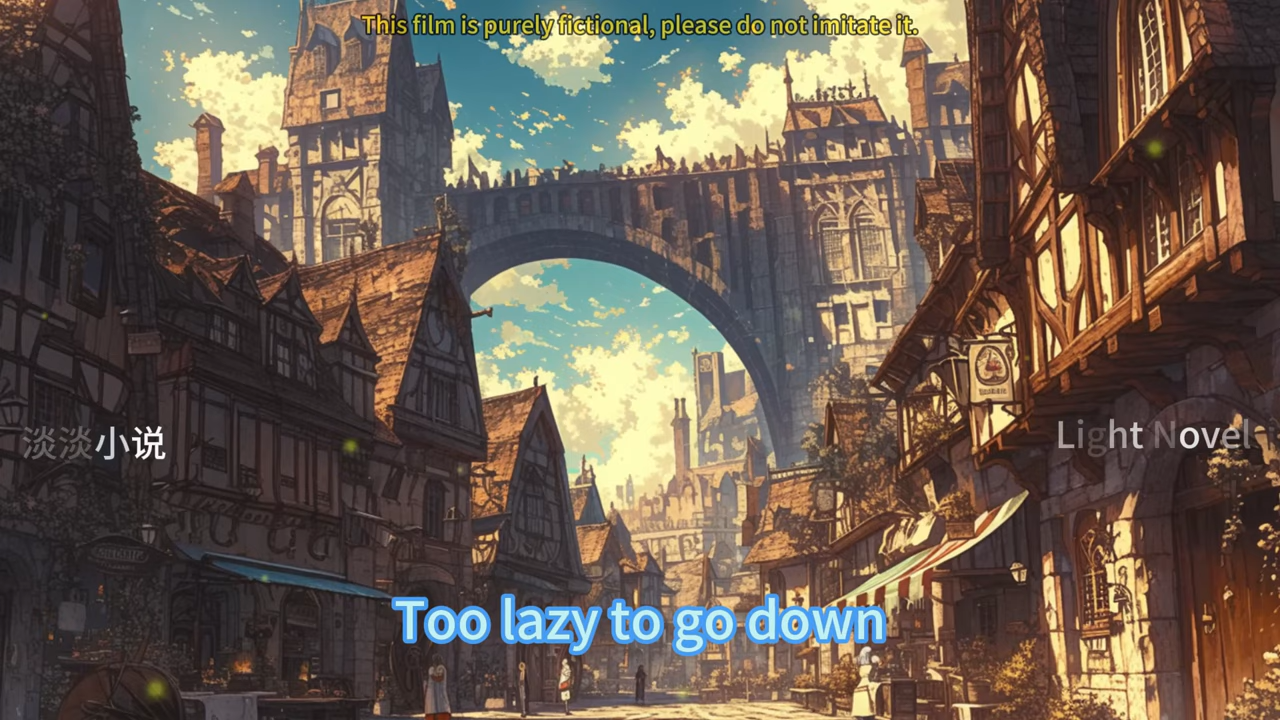 This film is purely fictional, please do not imitate it.
淡淡小说
Light Novel
Too lazy to go down